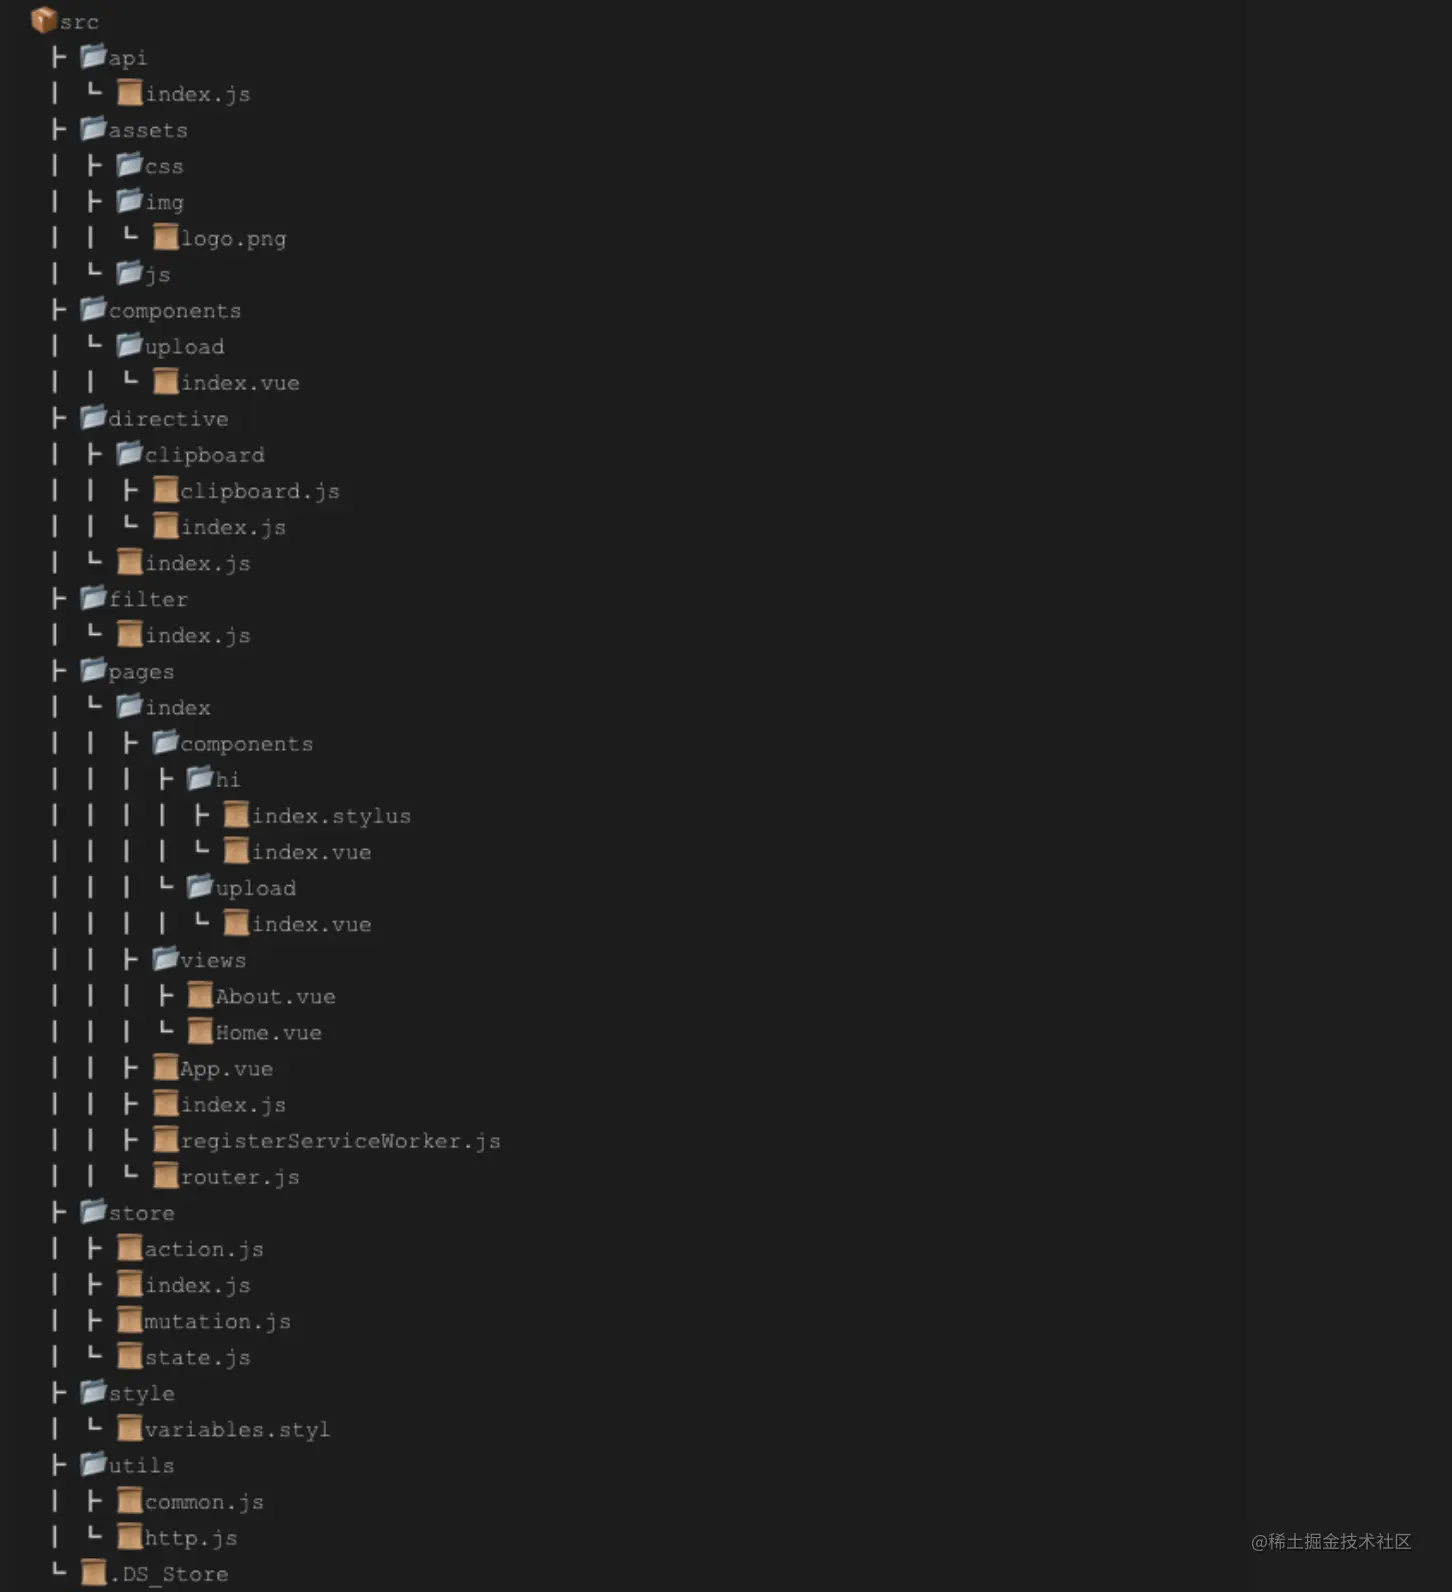 src
api
index.js
assets
css
img
logo.png
js
components
upload
index.vue
directive
clipboard
clipboard.js
index.js
index.js
filter
index.js
pages
index
components
hi
index.stylus
index.vue
upload
index.vue
views
About.vue
Home.vue
App.vue
index.js
registerServiceWorker.js
router.js
store
action.js
index.js
mutation.js
state.js
style
variables.styl
utils
common.js
http.js
@稀土掘金技术社区
.DS_Store